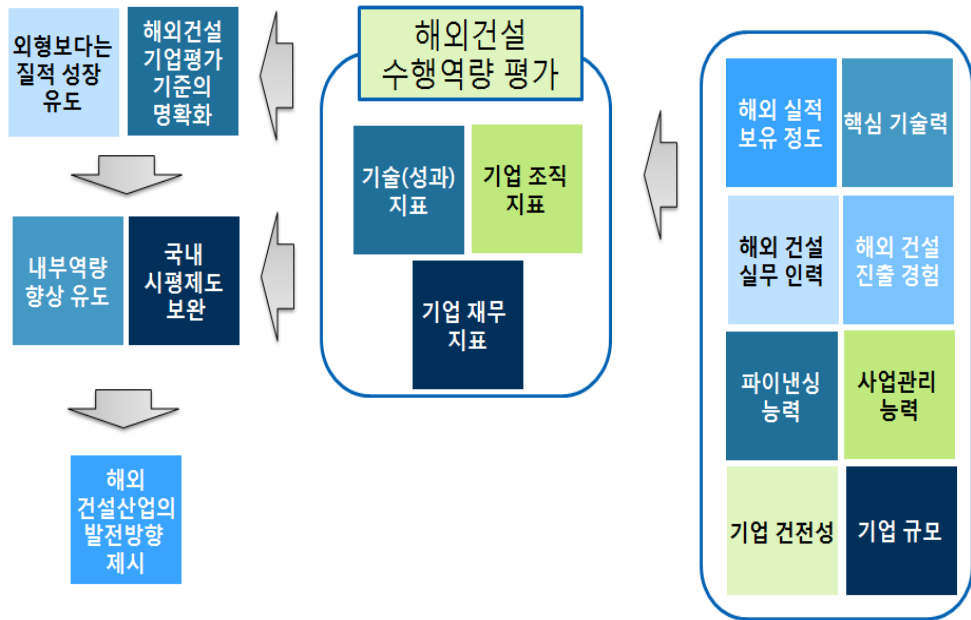 외형보다는
질적 성장
유도
해외건설
기업평가
기준의
명확화
내부역량
향상 유도
국내
시평제도
보완
해외
건설산업의
발전방향
제시
해외건설
수행역량 평가
기술(성과)
지표
기업 조직
지표
기업 재무
지표
해외 실적
보유 정도
핵심 기술력
해외 건설
실무 인력
해외 건설
진출 경험
파이낸싱
능력
사업관리
능력
기업 건전성
기업 규모